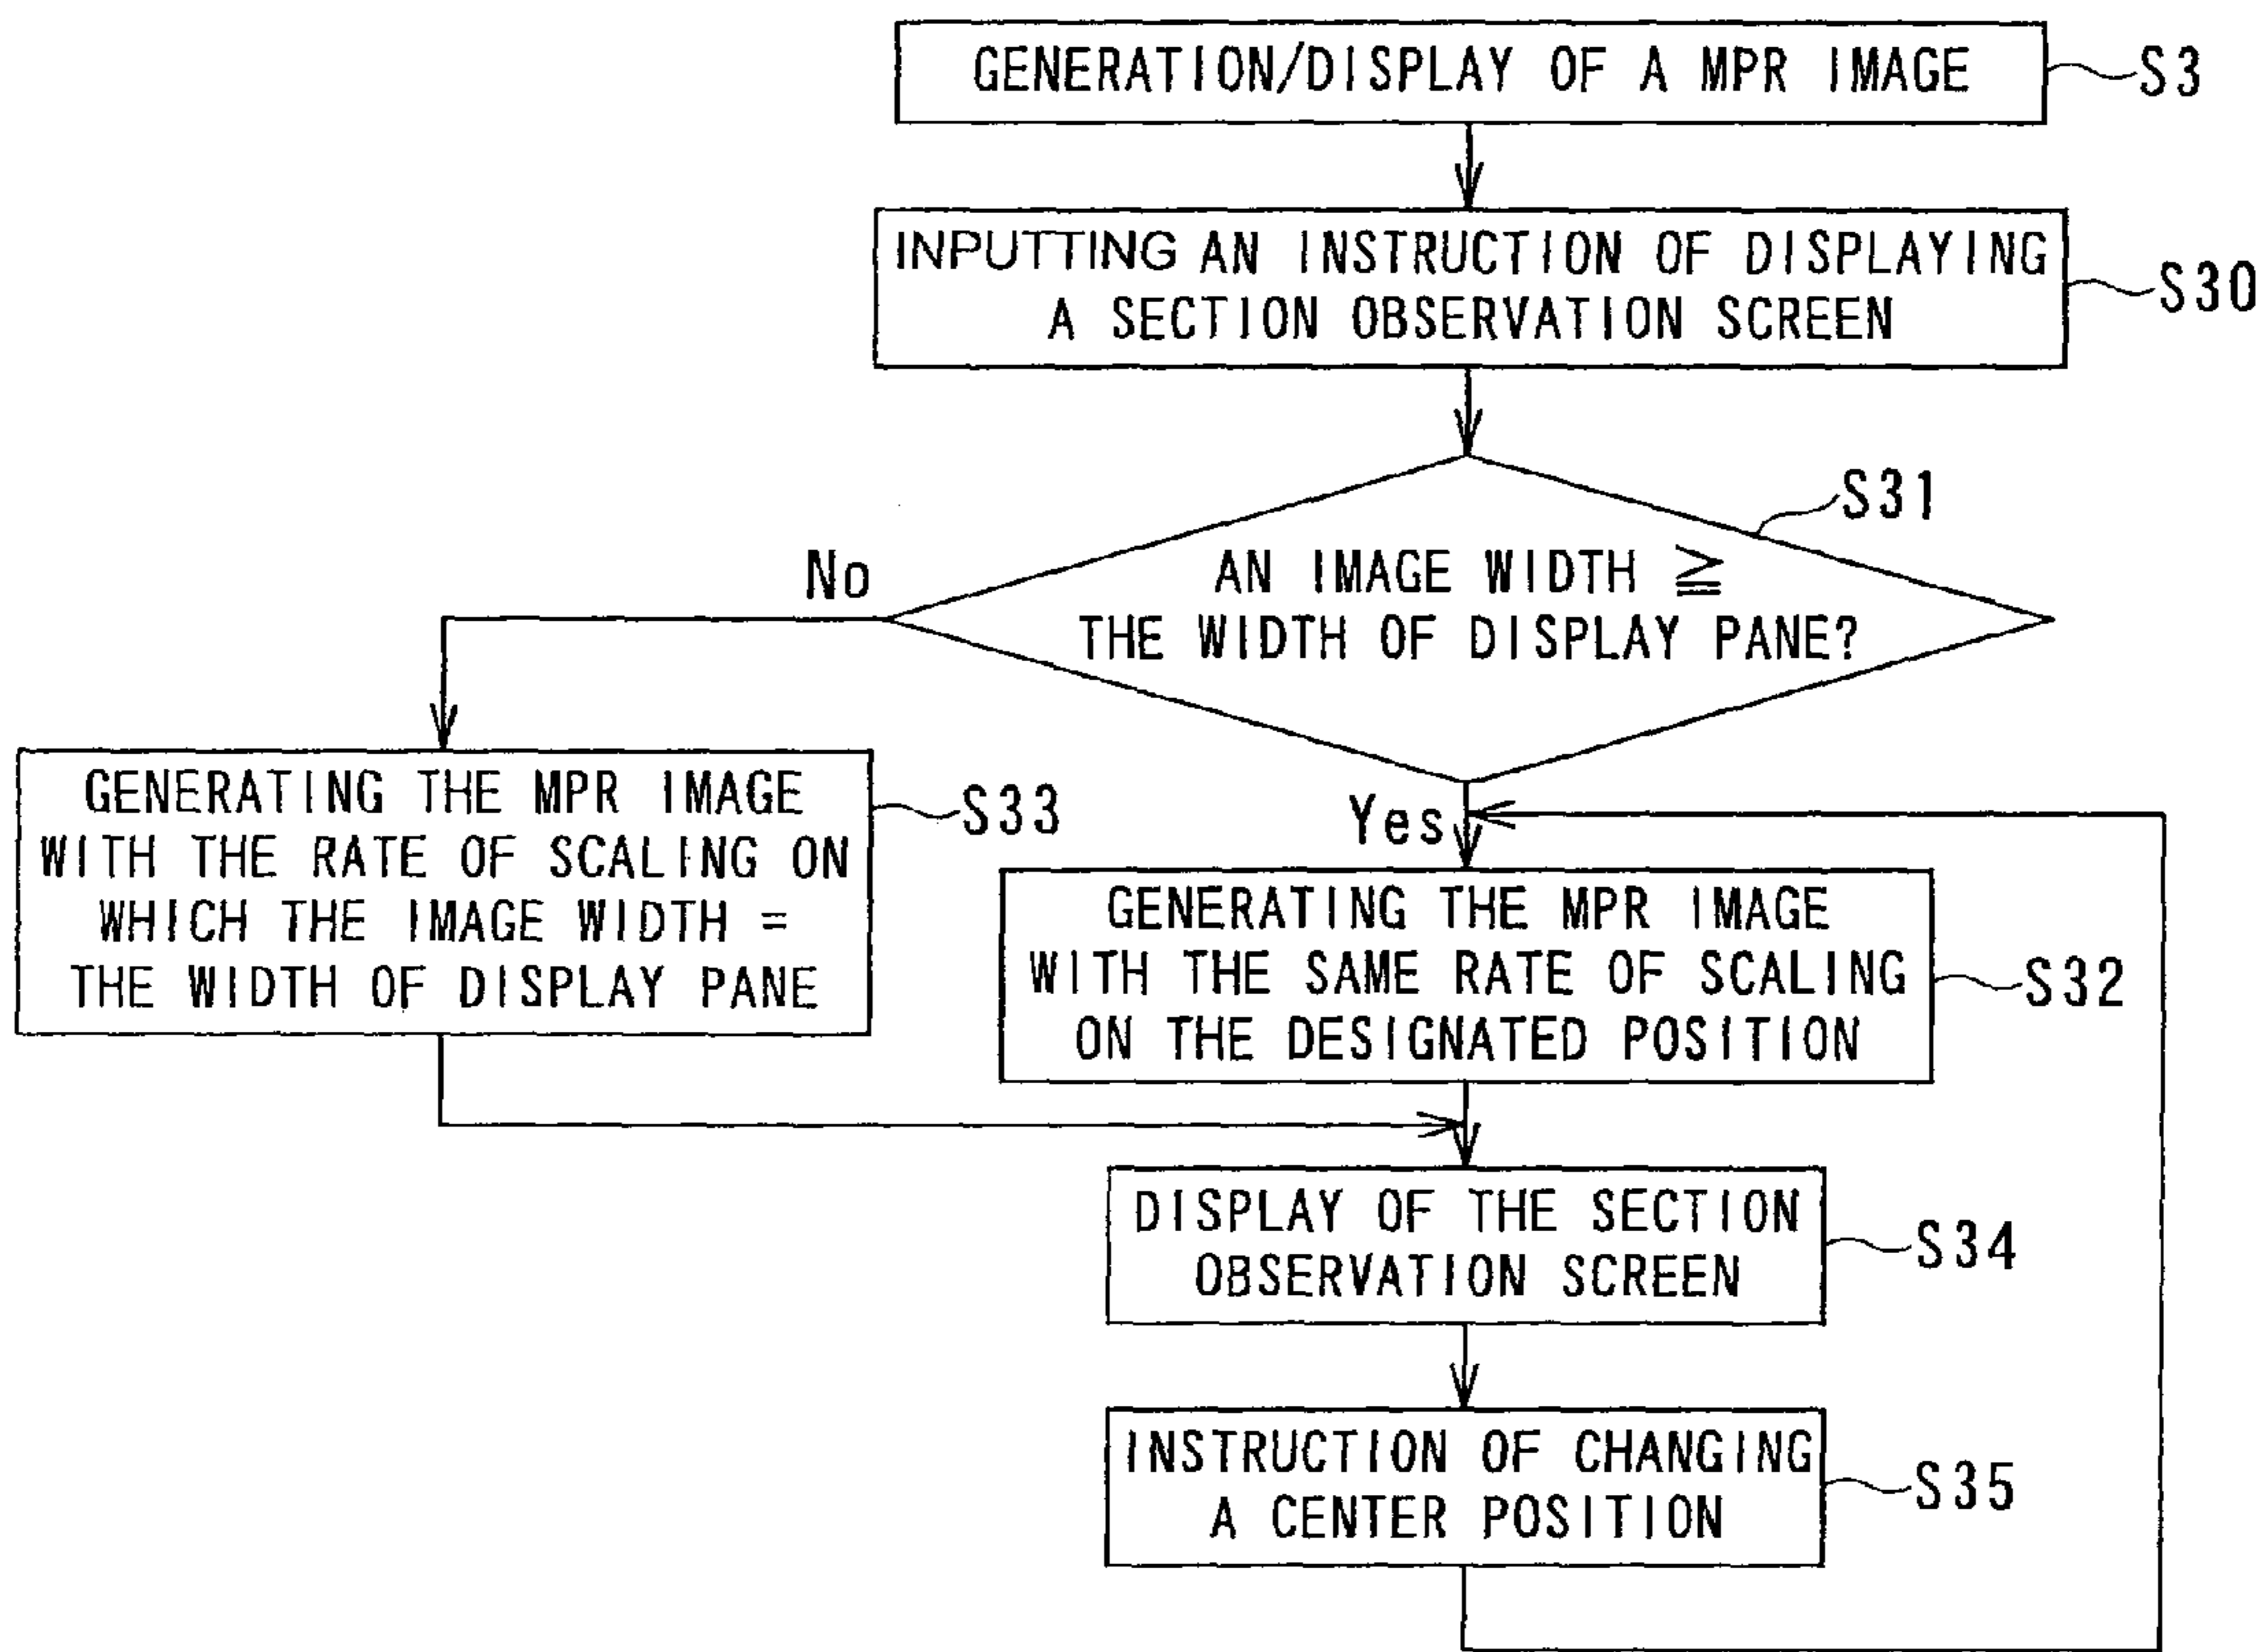 GENERATION/DISPLAY OF A MPR IMAGE
S3
INPUTTING AN INSTRUCTION OF DISPLAYING
A SECTION OBSERVATION SCREEN
S30
S31
AN IMAGE WIDTH ≧
THE WIDTH OF DISPLAY PANE?
No
Yes
GENERATING THE MPR IMAGE
WITH THE RATE OF SCALING ON
WHICH THE IMAGE WIDTH =
THE WIDTH OF DISPLAY PANE
S33
GENERATING THE MPR IMAGE
WITH THE SAME RATE OF SCALING
ON THE DESIGNATED POSITION
S32
DISPLAY OF THE SECTION
OBSERVATION SCREEN
S34
INSTRUCTION OF CHANGING
A CENTER POSITION
S35